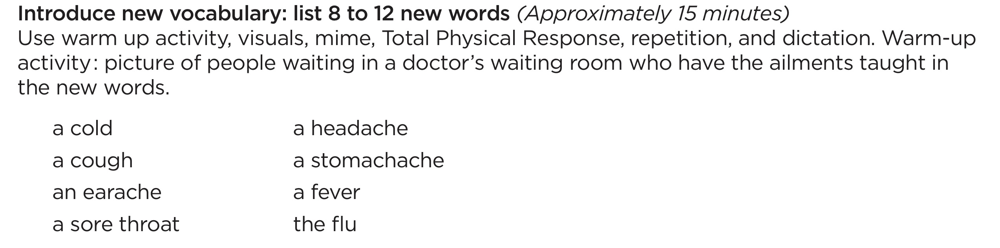 Introduce new vocabulary: list 8 to 12 new words (Approximately 15 minutes)
Use warm up activity, visuals, mime, Total Physical Response, repetition, and dictation. Warm-up
activity: picture of people waiting in a doctor’s waiting room who have the ailments taught in
the new words.
a cold
a cough
an earache
a sore throat
a headache
a stomachache
a fever
the flu